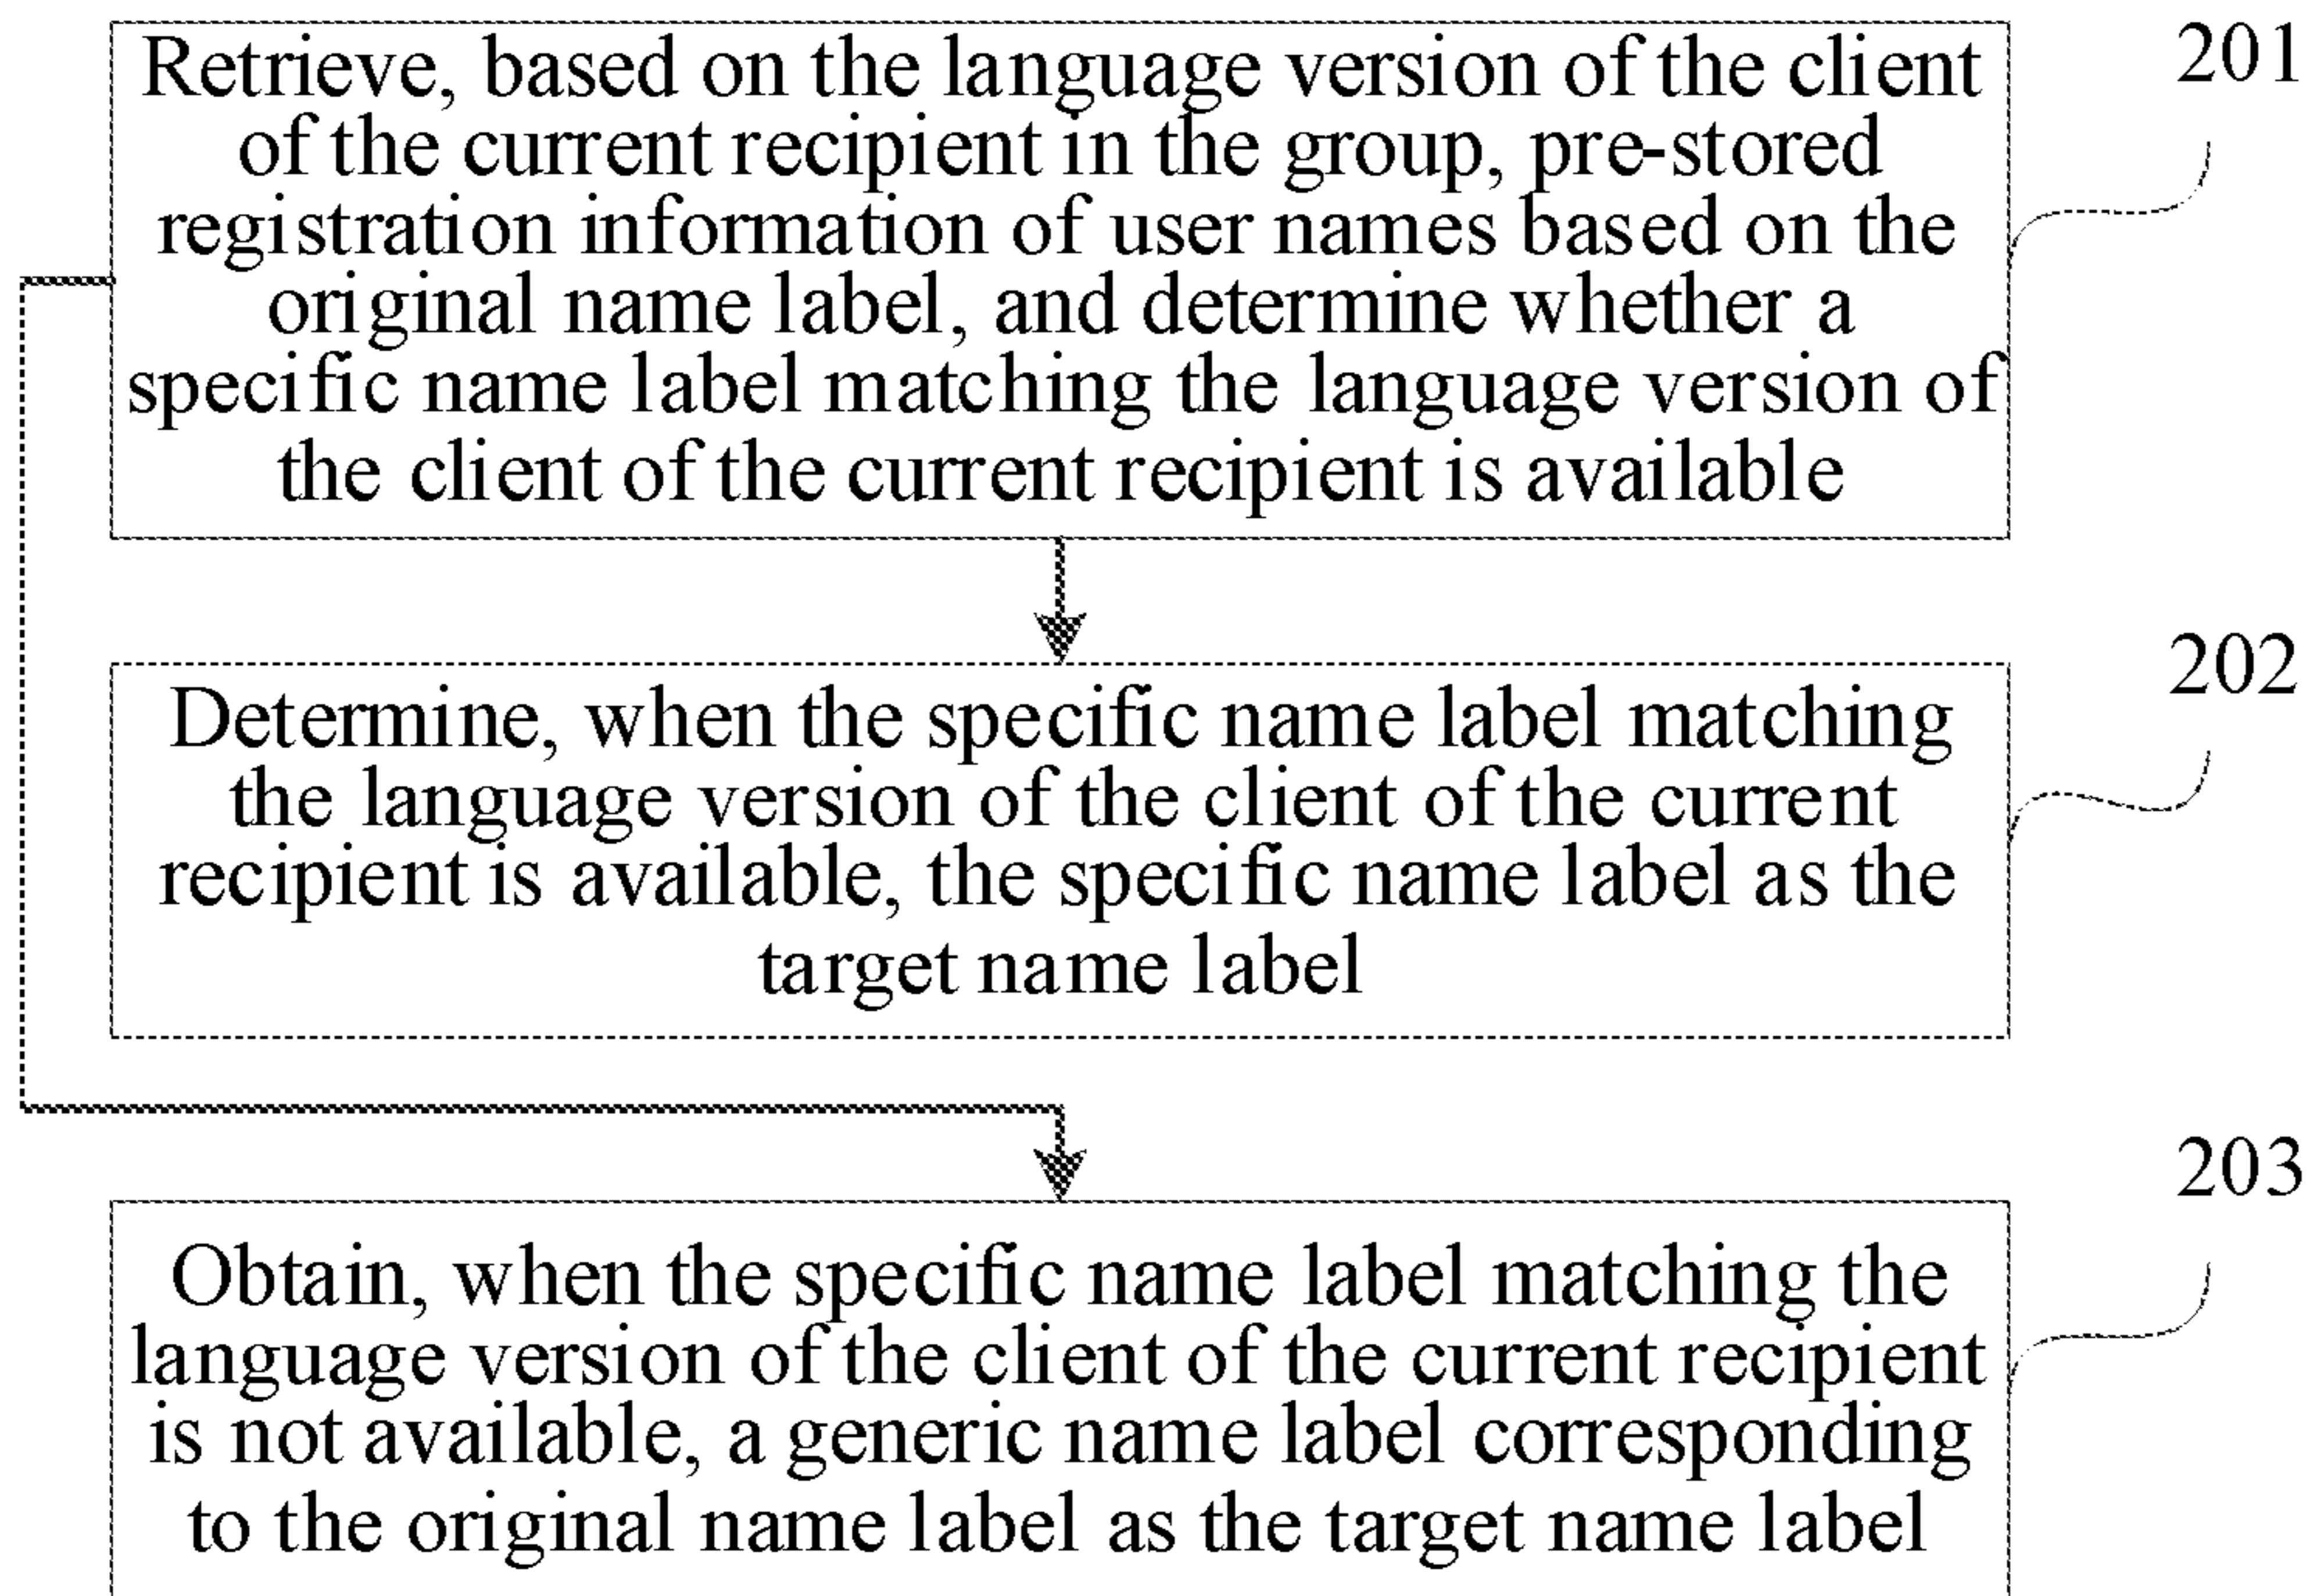 Retrieve, based on the language version of the client
of the current recipient in the group, pre-stored
registration information of user names based on the
original name label, and determine whether a
specific name label matching the language version of
the client of the current recipient is available
201
Determine, when the specific name label matching
the language version of the client of the current
recipient is available, the specific name label as the
target name label
202
Obtain, when the specific name label matching the
language version of the client of the current recipient
is not available, a generic name label corresponding
to the original name label as the target name label
203